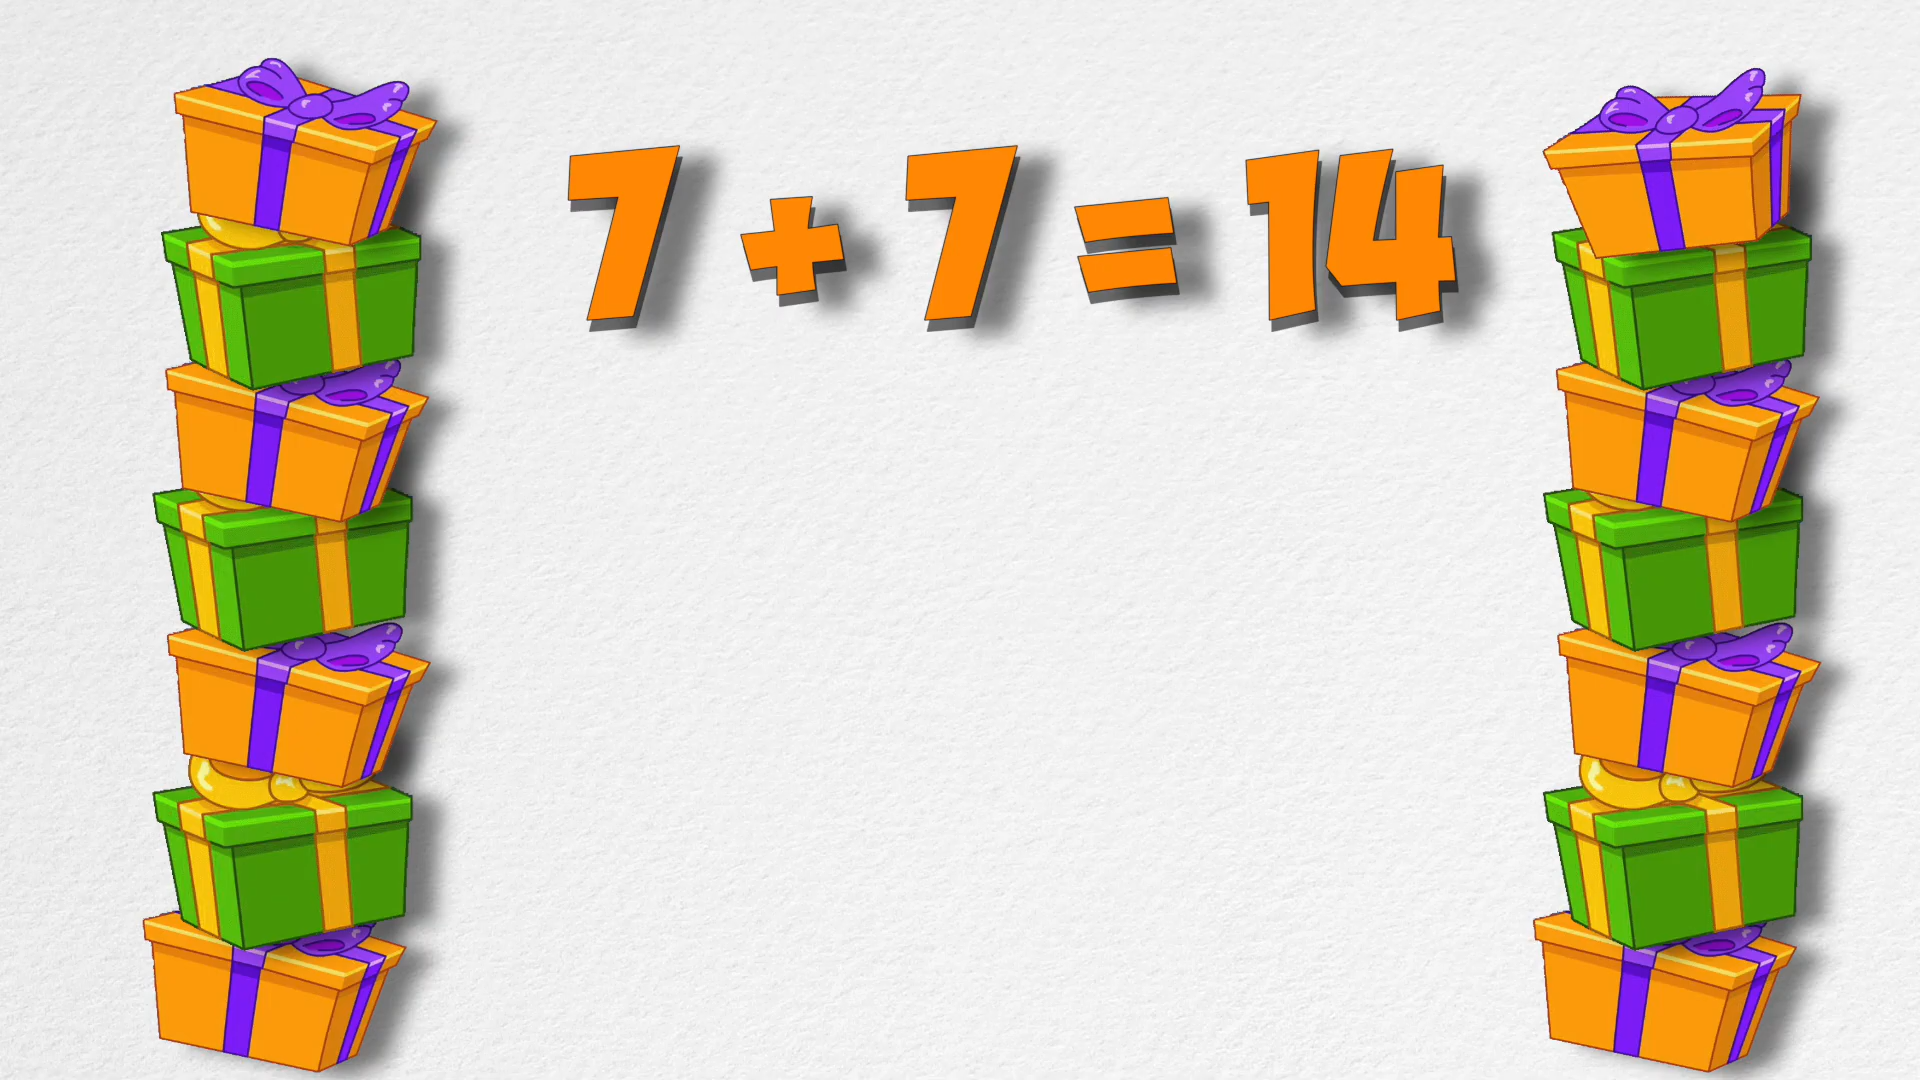 7 + 7 = 14